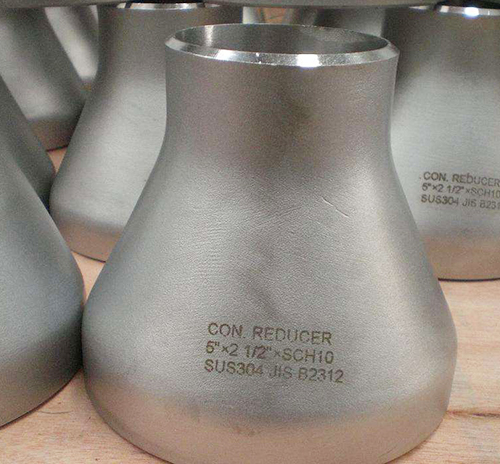 CON. REDUCER
5"×2 1/2"×SCH10
SUS304 JIS B2312
CON. REDUCER
5"×2 1/2"×SCH10
SUS304 JIS